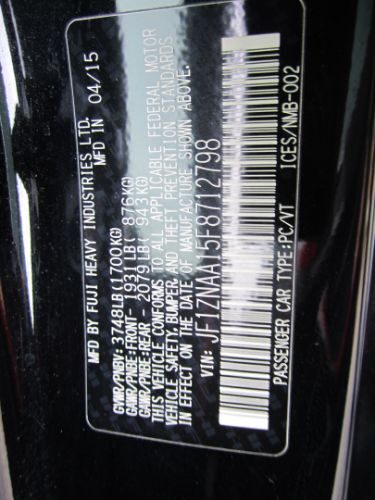 MFD BY FUJI HEAVY INDUSTRIES LTD.
MFD. IN 04/15
GVWR/PNBV: 3748LB(1700KG)
GAWR/PNBE:FRONT- 1931LB( 876KG)
GAWR/PNBE:REAR - 2079LB( 943KG)
THIS VEHICLE CONFORMS TO ALL APPLICABLE FEDERAL MOTOR
VEHICLE SAFETY,BUMPER,AND THEFT PREVENTION STANDARDS
IN EFFECT ON THE DATE OF MANUFACTURE SHOWN ABOVE.
VIN: JF1ZNAA15F8712798
PASSENGER CAR TYPE:PC/VT
ICES/NMB-002